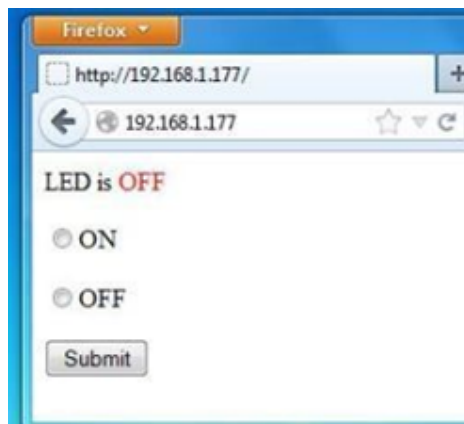 Firefox
http://192.168.1.177/
192.168.1.177
LED is OFF
ON
OFF
Submit